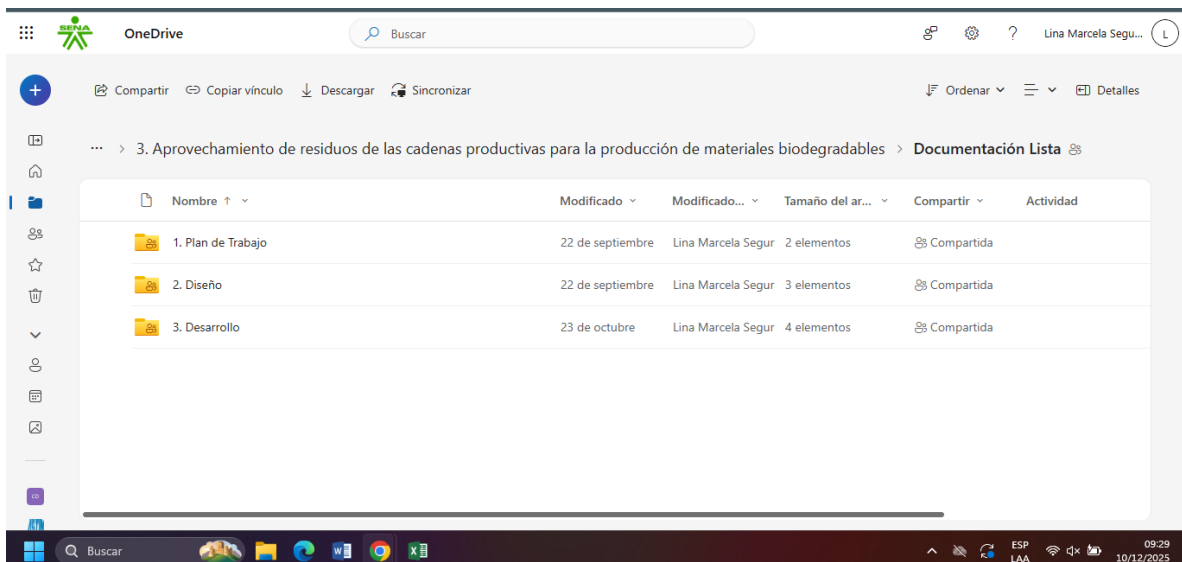 SENA
OneDrive
Buscar
Lina Marcela Segu...
L
Compartir
Copiar vínculo
Descargar
Sincronizar
Ordenar
Detalles
... > 3. Aprovechamiento de residuos de las cadenas productivas para la producción de materiales biodegradables > Documentación Lista
Nombre ↑ Modificado Modificado... Tamaño del ar... Compartir Actividad
1. Plan de Trabajo 22 de septiembre Lina Marcela Segur 2 elementos Compartida
2. Diseño 22 de septiembre Lina Marcela Segur 3 elementos Compartida
3. Desarrollo 23 de octubre Lina Marcela Segur 4 elementos Compartida
CD
Buscar
ESP
LAA
09:29
10/12/2025